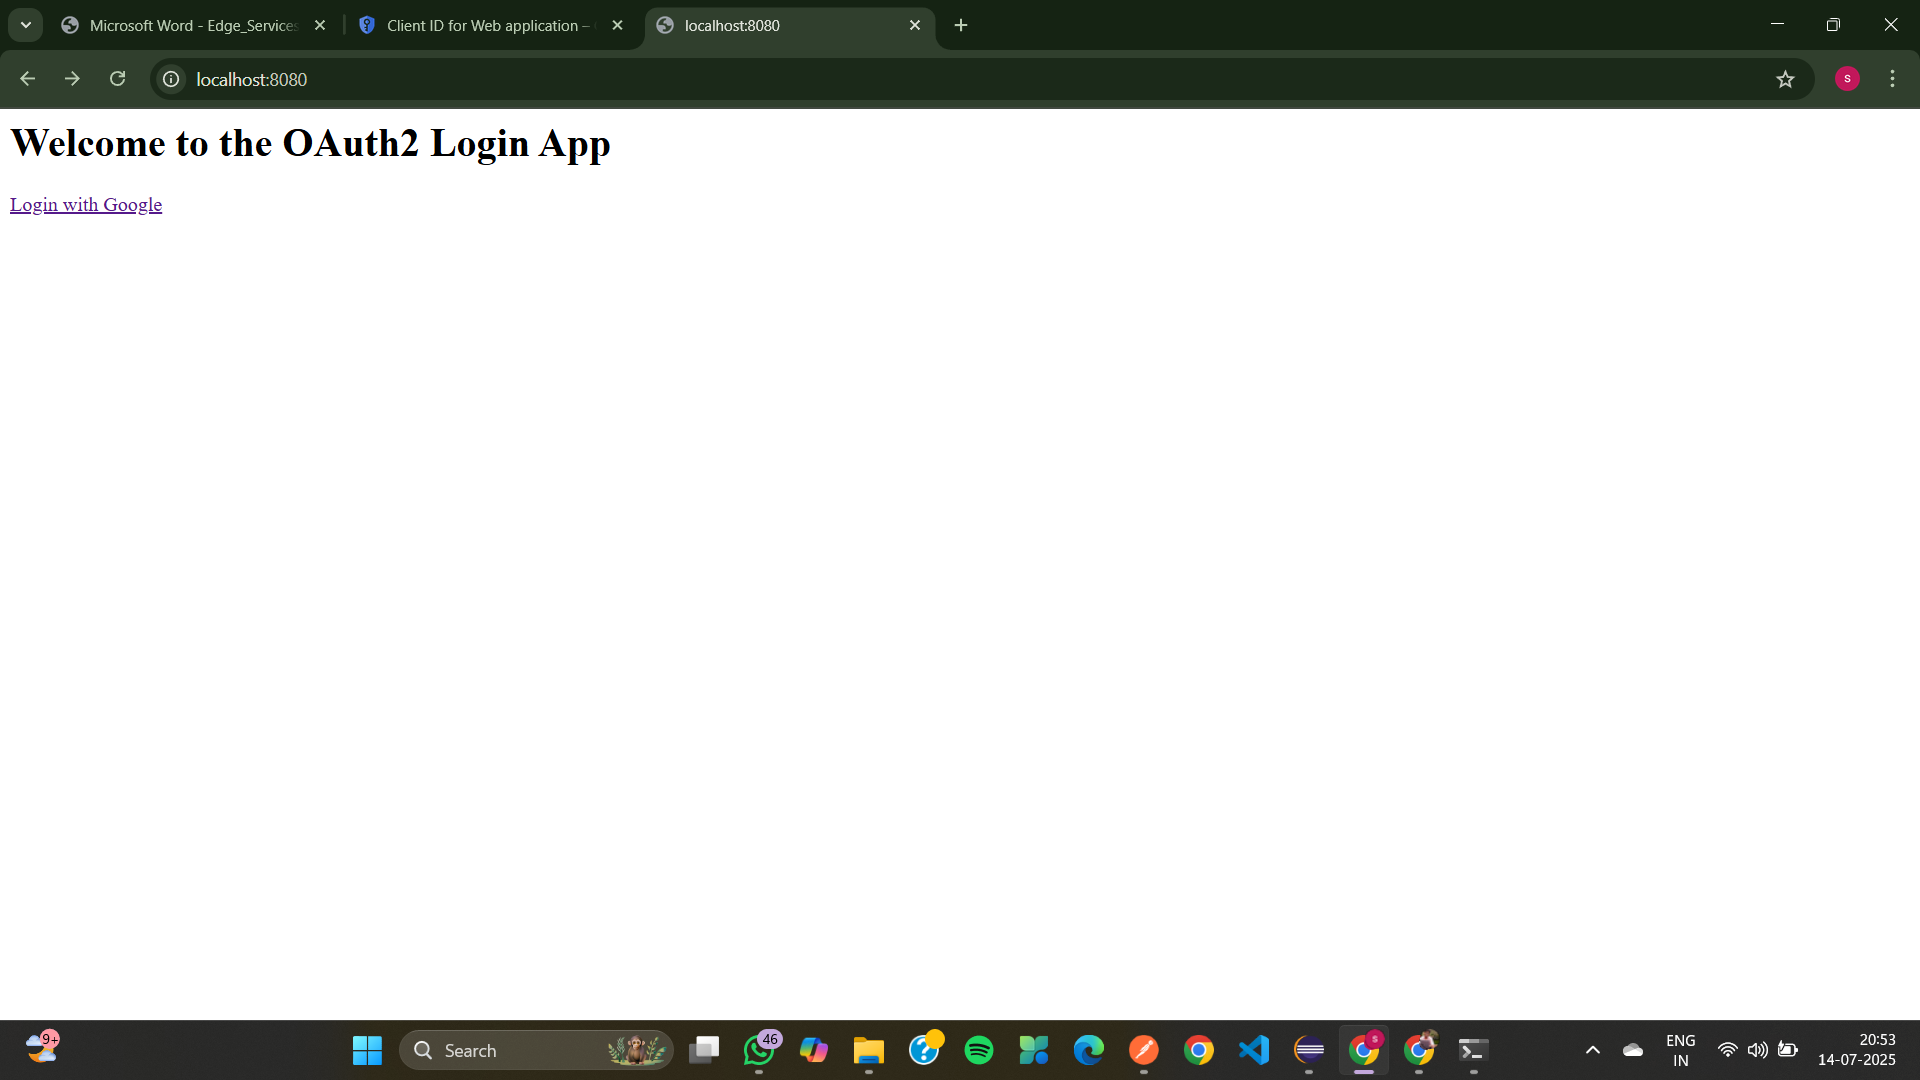 Microsoft Word - Edge_Services
Client ID for Web application –
localhost:8080
localhost:8080
S
Welcome to the OAuth2 Login App
Login with Google
9+
Search
46
S
ENG
IN
20:53
14-07-2025